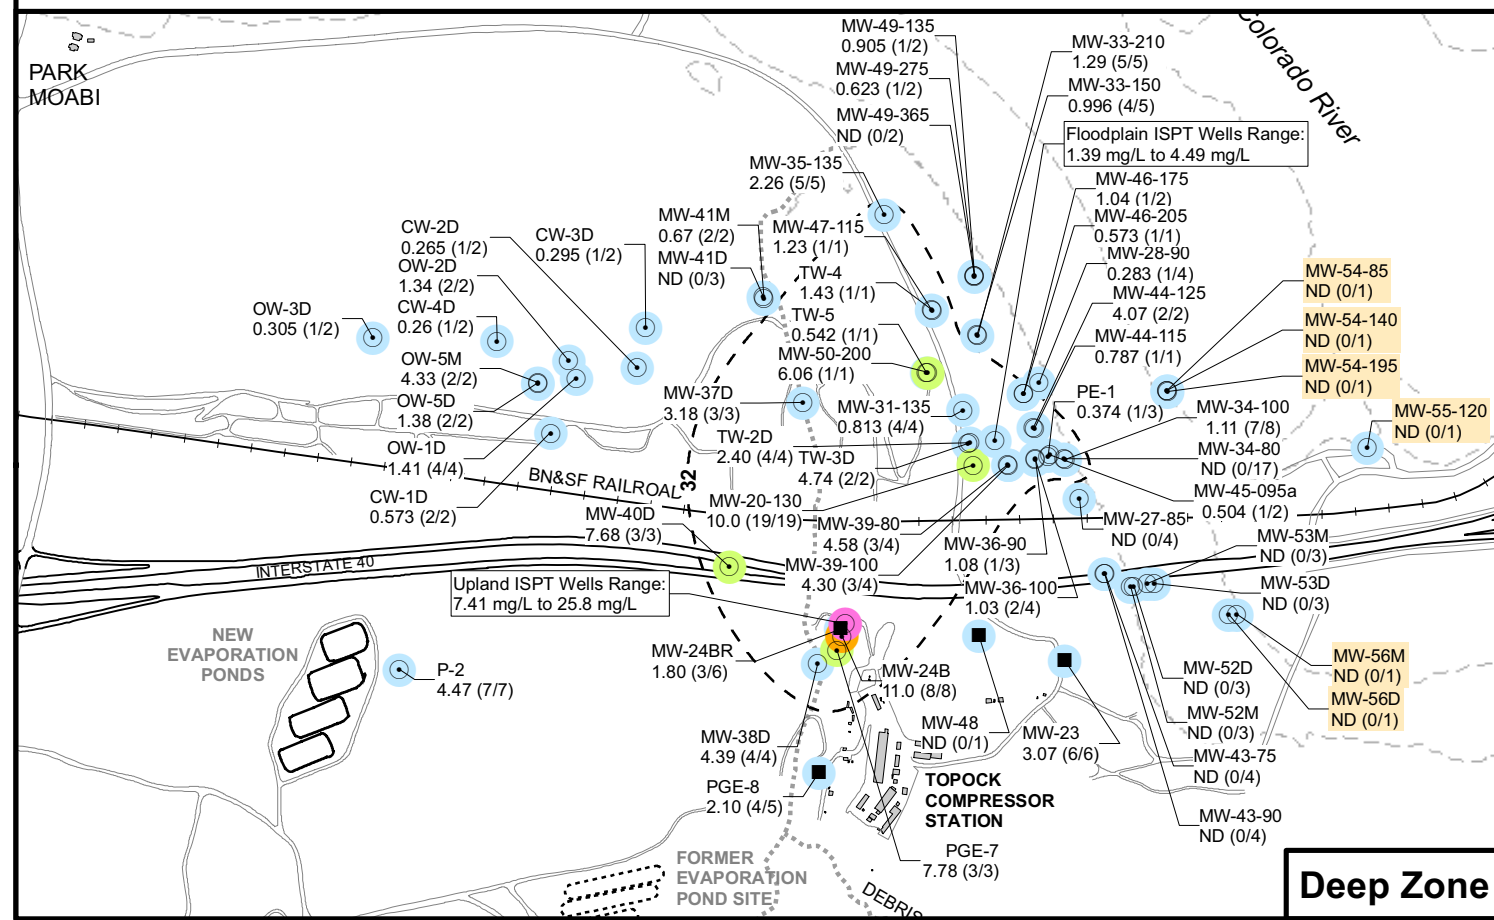 PARK
MOABI
Colorado River
MW-49-135
0.905 (1/2)
MW-49-275
0.623 (1/2)
MW-49-365
ND (0/2)
MW-33-210
1.29 (5/5)
MW-33-150
0.996 (4/5)
Floodplain ISPT Wells Range:
1.39 mg/L to 4.49 mg/L
MW-35-135
2.26 (5/5)
MW-46-175
1.04 (1/2)
MW-46-205
0.573 (1/1)
MW-28-90
0.283 (1/4)
MW-44-125
4.07 (2/2)
MW-44-115
0.787 (1/1)
MW-41M
0.67 (2/2)
MW-41D
ND (0/3)
MW-47-115
1.23 (1/1)
TW-4
1.43 (1/1)
TW-5
0.542 (1/1)
MW-50-200
6.06 (1/1)
CW-2D
0.265 (1/2)
OW-2D
1.34 (2/2)
CW-4D
0.26 (1/2)
CW-3D
0.295 (1/2)
OW-3D
0.305 (1/2)
OW-5M
4.33 (2/2)
OW-5D
1.38 (2/2)
OW-1D
1.41 (4/4)
CW-1D
0.573 (2/2)
MW-54-85
ND (0/1)
MW-54-140
ND (0/1)
MW-54-195
ND (0/1)
MW-55-120
ND (0/1)
MW-37D
3.18 (3/3)
MW-31-135
0.813 (4/4)
PE-1
0.374 (1/3)
MW-34-100
1.11 (7/8)
MW-34-80
ND (0/17)
MW-45-095a
0.504 (1/2)
TW-2D
2.40 (4/4)
TW-3D
4.74 (2/2)
32
BN&SF RAILROAD
MW-20-130
10.0 (19/19)
MW-40D
7.68 (3/3)
MW-39-80
4.58 (3/4)
MW-39-100
4.30 (3/4)
MW-36-90
1.08 (1/3)
MW-36-100
1.03 (2/4)
MW-27-85
ND (0/4)
MW-53M
ND (0/3)
MW-53D
ND (0/3)
INTERSTATE 40
Upland ISPT Wells Range:
7.41 mg/L to 25.8 mg/L
NEW
EVAPORATION
PONDS
P-2
4.47 (7/7)
MW-24BR
1.80 (3/6)
MW-24B
11.0 (8/8)
MW-48
ND (0/1)
MW-23
3.07 (6/6)
MW-52D
ND (0/3)
MW-52M
ND (0/3)
MW-43-75
ND (0/4)
MW-43-90
ND (0/4)
MW-56M
ND (0/1)
MW-56D
ND (0/1)
MW-38D
4.39 (4/4)
PGE-8
2.10 (4/5)
TOPOCK
COMPRESSOR
STATION
PGE-7
7.78 (3/3)
FORMER
EVAPORATION
POND SITE
DEBRIS
Deep Zone